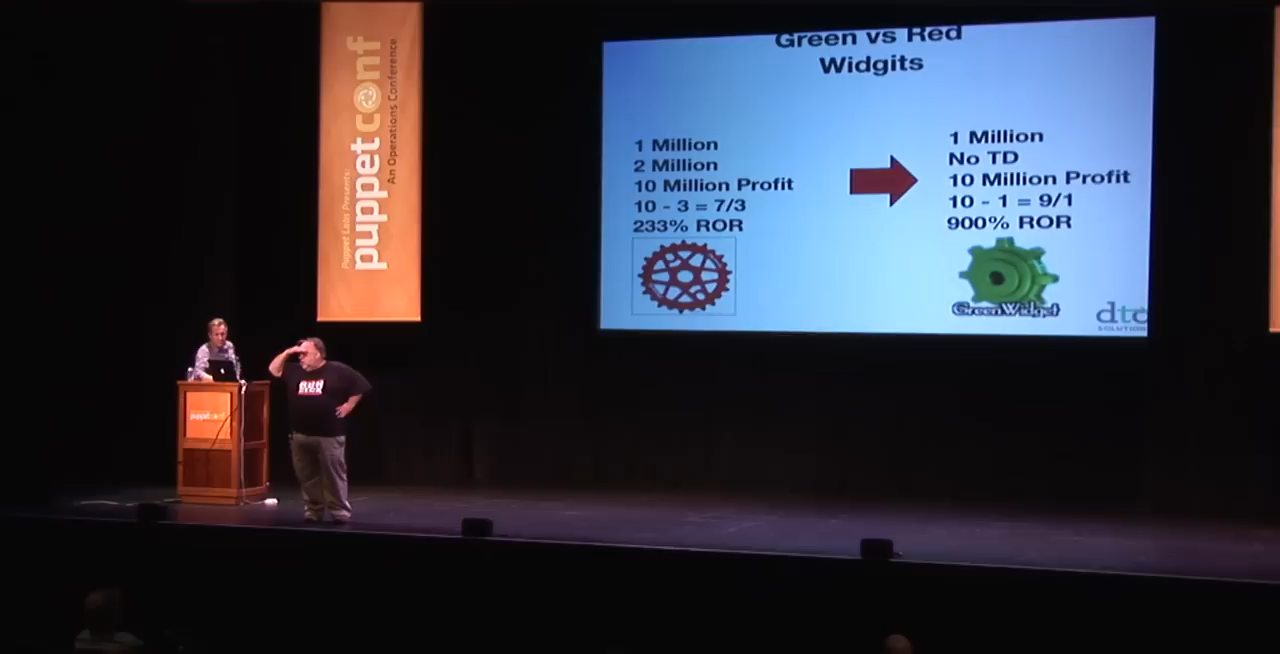 Puppet Labs Presents:
puppetconf
An Operations Conference
Green vs Red
Widgits
1 Million
2 Million
10 Million Profit
10 - 3 = 7/3
233% ROR
1 Million
No TD
10 Million Profit
10 - 1 = 9/1
900% ROR
GreenWidget
dto
SOLUTION
puppetconf